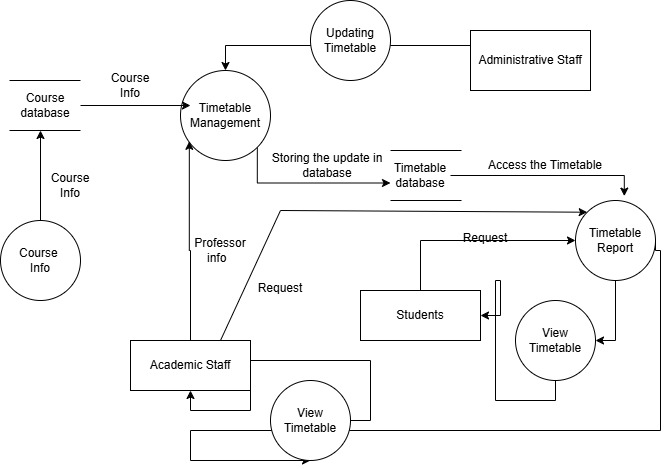 Updating
Timetable
Administrative Staff
Course
Info
Course
database
Timetable
Management
Storing the update in
database
Timetable
database
Access the Timetable
Course
Info
Course
Info
Professor
info
Timetable
Report
Request
Request
Students
View
Timetable
Academic Staff
View
Timetable